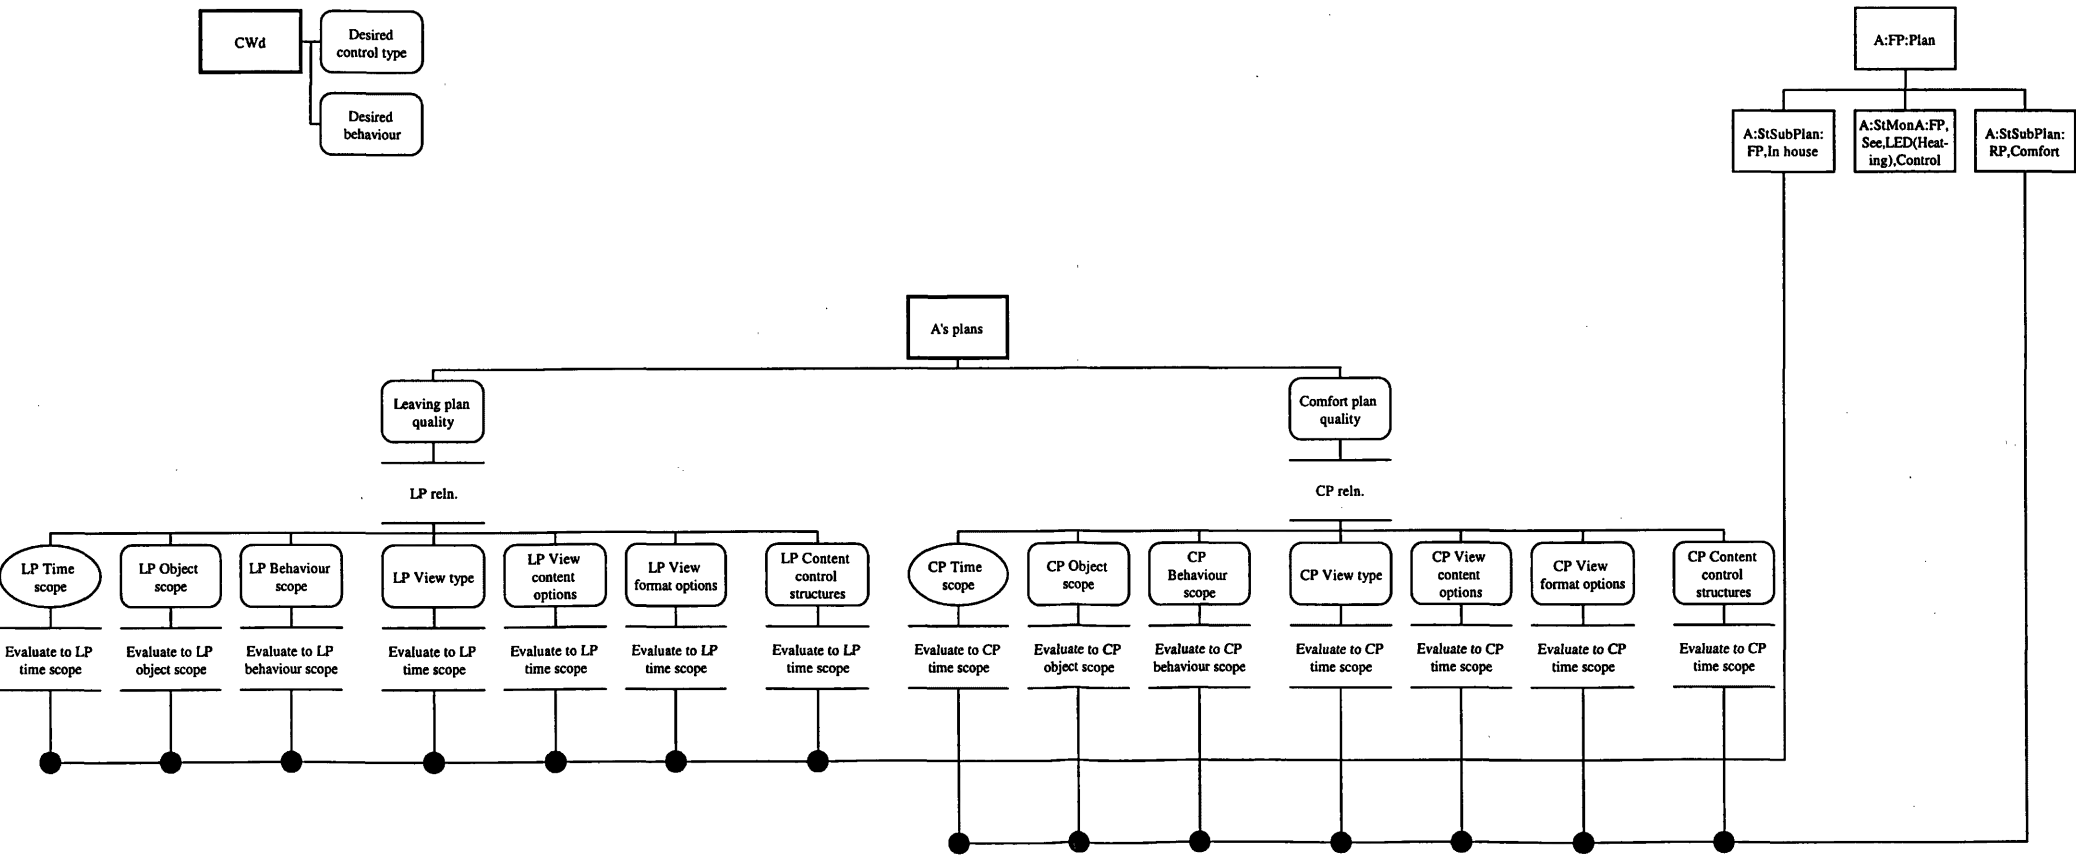 CWd
Desired
control type
Desired
behaviour
A:FP:Plan
A:StSubPlan:
FP,In house
A:StMonA:FP,
See,LED(Heat-
ing),Control
A:StSubPlan:
RP,Comfort
A's plans
Leaving plan
quality
Comfort plan
quality
LP reln.
CP reln.
LP Time
scope
LP Object
scope
LP Behaviour
scope
LP View type
LP View
content
options
LP View
format options
LP Content
control
structures
CP Time
scope
CP Object
scope
CP
Behaviour
scope
CP View type
CP View
content
options
CP View
format options
CP Content
control
structures
Evaluate to LP
time scope
Evaluate to LP
object scope
Evaluate to LP
behaviour scope
Evaluate to LP
time scope
Evaluate to LP
time scope
Evaluate to LP
time scope
Evaluate to LP
time scope
Evaluate to CP
time scope
Evaluate to CP
object scope
Evaluate to CP
behaviour scope
Evaluate to CP
time scope
Evaluate to CP
time scope
Evaluate to CP
time scope
Evaluate to CP
time scope